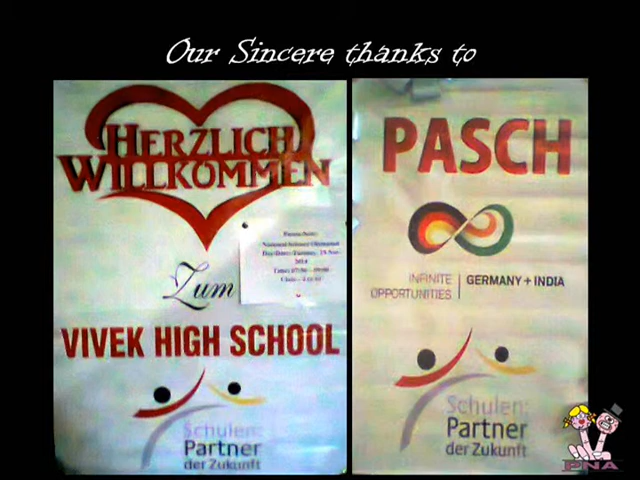 Our Sincere thanks to
HERZLICH
WILLKOMMEN
Zum
VIVEK HIGH SCHOOL
Schulen:
Partner
der Zukunft
PASCH
INFINITE
OPPORTUNITIES
GERMANY + INDIA
Schulen:
Partner
der Zukunft
PNA